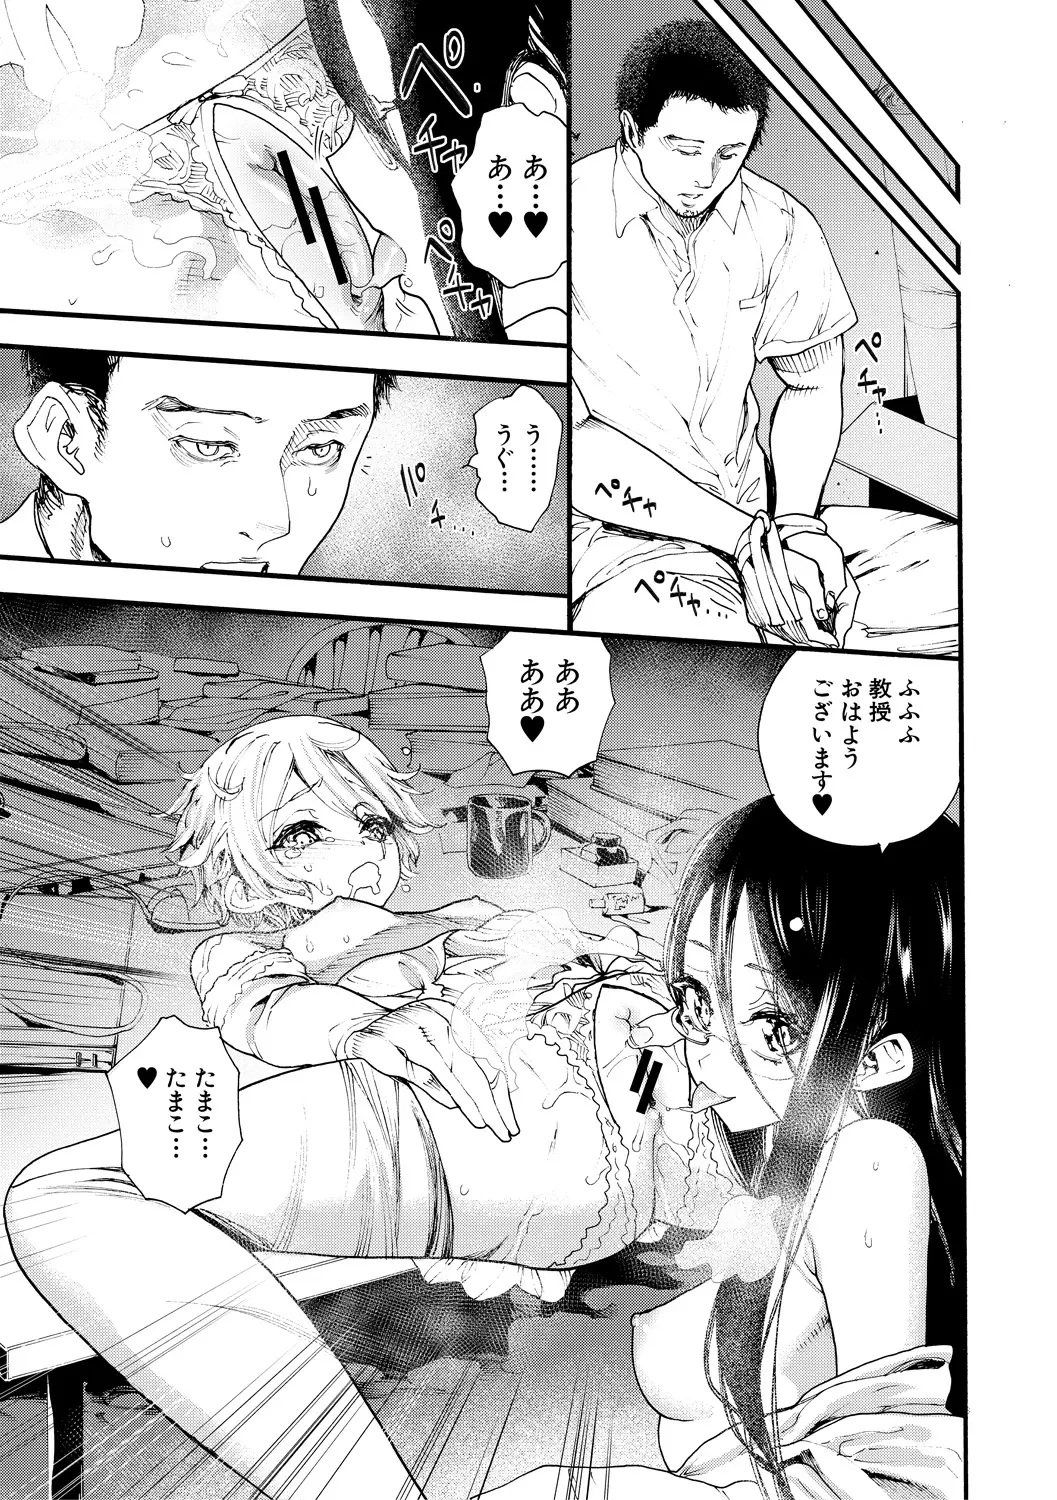 ペ
チャ…
ペチャ
ペ
チャ…
ペ…
チャ
ペ
チャ
あ…♥
あ…♥
う……
うぐ…
ペ
チ…
ふふふ
教授
おはよう
ございます♥
ああ
ああ♥
たまこ…
たまこ…
♥